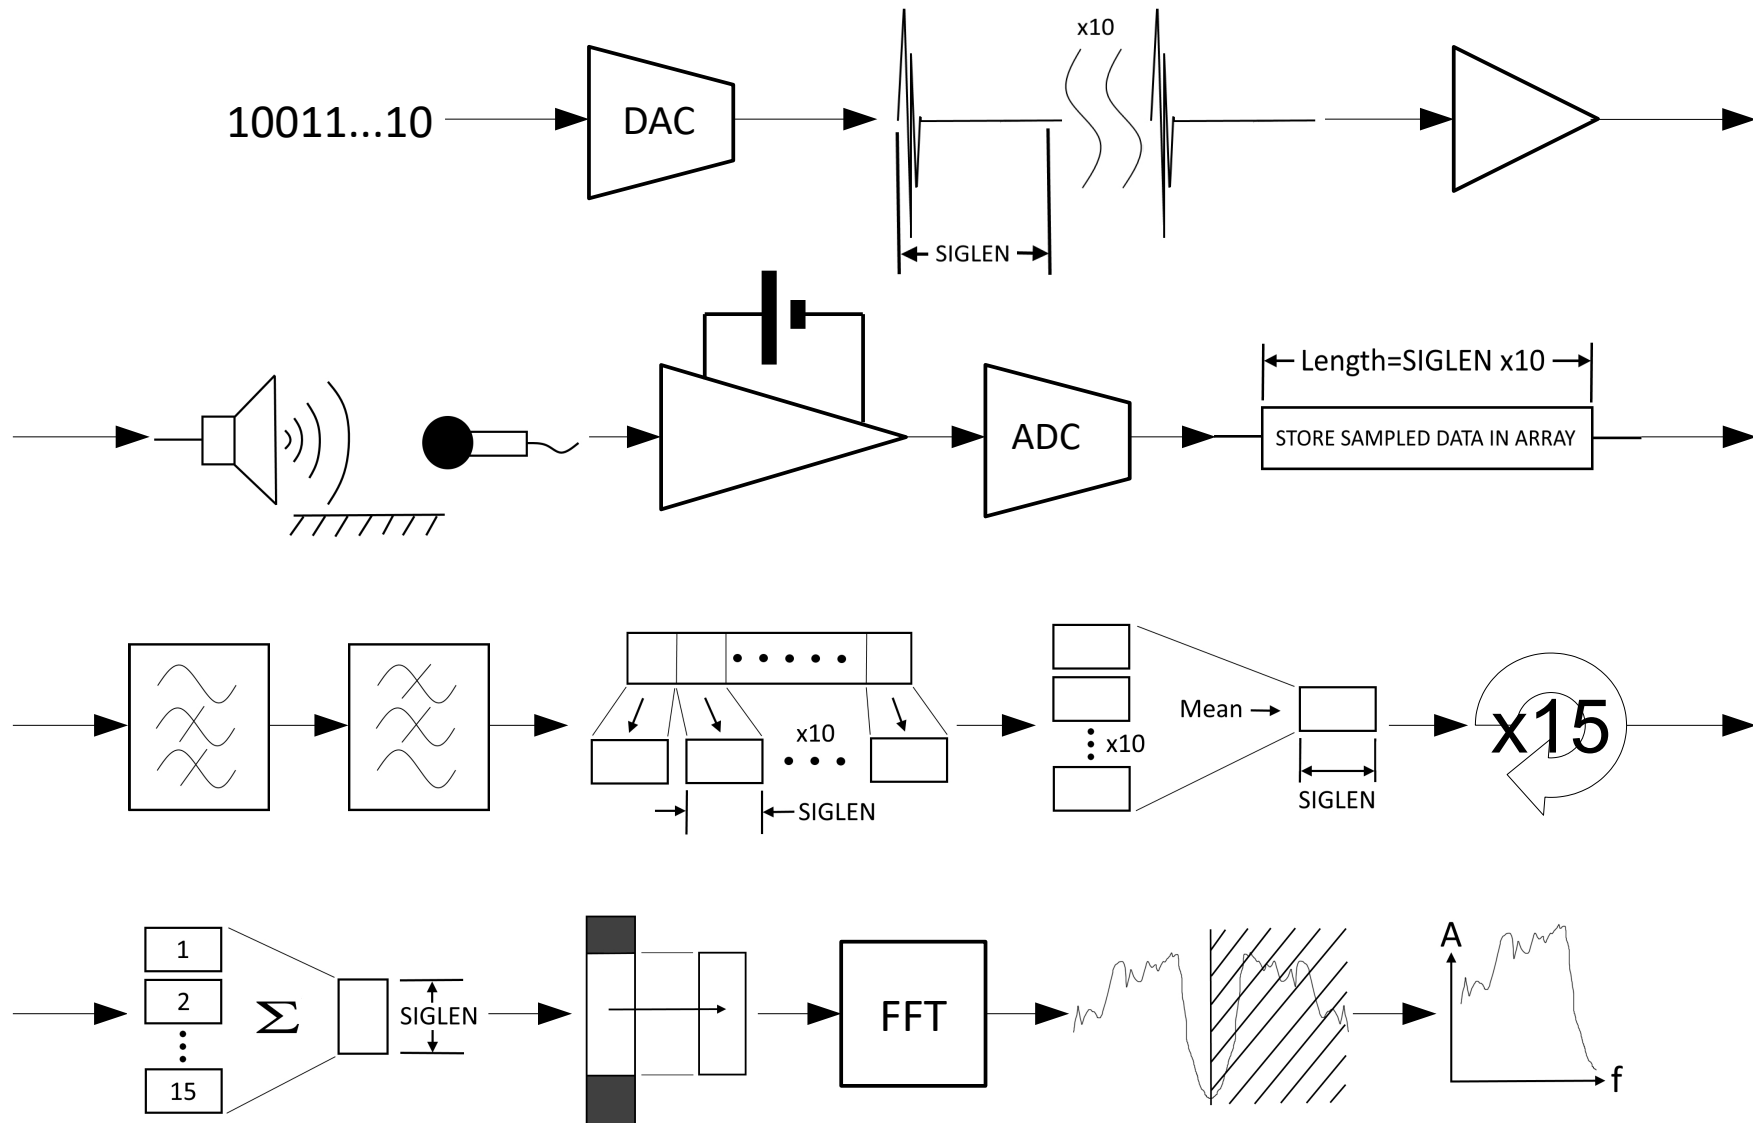 10011...10
DAC
x10
SIGLEN
Length=SIGLEN x10
ADC
STORE SAMPLED DATA IN ARRAY
x10
SIGLEN
x10
Mean
SIGLEN
x15
1
2
15
Σ
SIGLEN
FFT
A
f